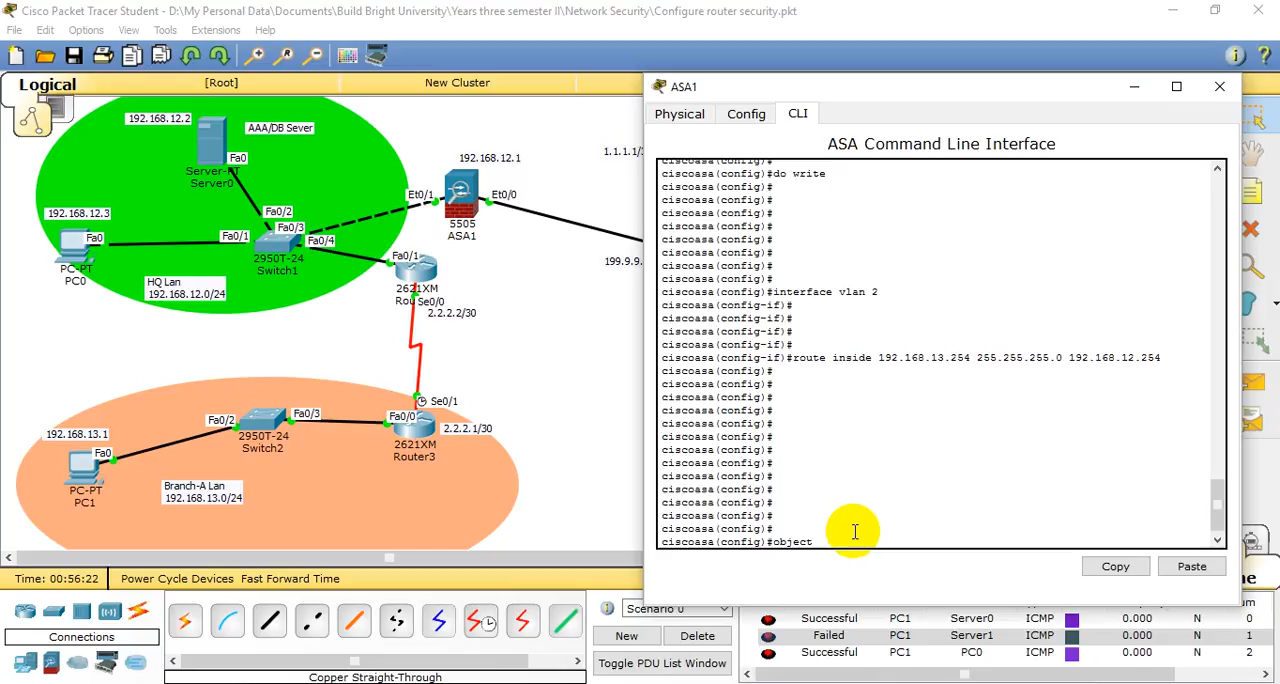 Cisco Packet Tracer Student - D:\My Personal Data\Documents\Build Bright University\Years three semester II\Network Security\Configure router security.pkt
File Edit Options View Tools Extensions Help
Logical [Root] New Cluster
ASA1
Physical Config CLI
ASA Command Line Interface
ciscoasa(config)#
ciscoasa(config)#do write
ciscoasa(config)#
ciscoasa(config)#
ciscoasa(config)#
ciscoasa(config)#
ciscoasa(config)#
ciscoasa(config)#
ciscoasa(config)#
ciscoasa(config)#
ciscoasa(config)#interface vlan 2
ciscoasa(config-if)#
ciscoasa(config-if)#
ciscoasa(config-if)#
ciscoasa(config-if)#
ciscoasa(config-if)#route inside 192.168.13.254 255.255.255.0 192.168.12.254
ciscoasa(config)#
ciscoasa(config)#
ciscoasa(config)#
ciscoasa(config)#
ciscoasa(config)#
ciscoasa(config)#
ciscoasa(config)#
ciscoasa(config)#
ciscoasa(config)#
ciscoasa(config)#
ciscoasa(config)#
ciscoasa(config)#
ciscoasa(config)#
ciscoasa(config)#object
Copy Paste
192.168.12.2
AAA/DB Sever
192.168.12.1
1.1.1.1/
Fa0
Server-PT
Server0
Et0/1
Et0/0
192.168.12.3
Fa0/2
5505
ASA1
Fa0
Fa0/1
Fa0/3
Fa0/4
PC-PT
PC0
2950T-24
Switch1
Fa0/1
199.9.9.
HQ Lan
192.168.12.0/24
2621XM
Rou
Se0/0
2.2.2.2/30
Se0/1
Fa0/2
Fa0/3
Fa0/0
2.2.2.1/30
192.168.13.1
2950T-24
Switch2
2621XM
Router3
Fa0
PC-PT
PC1
Branch-A Lan
192.168.13.0/24
Time: 00:56:22 Power Cycle Devices Fast Forward Time
Connections
Copper Straight-Through
Scenario 0
New Delete
Toggle PDU List Window
Successful PC1 Server0 ICMP 0.000 N 0
Failed PC1 Server1 ICMP 0.000 N 1
Successful PC1 PC0 ICMP 0.000 N 2